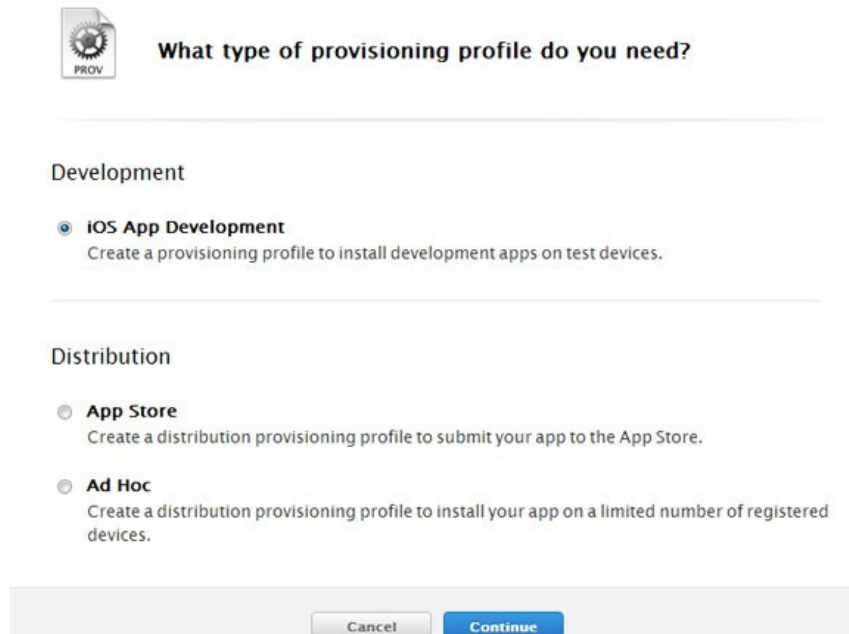 PROV
What type of provisioning profile do you need?
Development
iOS App Development
Create a provisioning profile to install development apps on test devices.
Distribution
App Store
Create a distribution provisioning profile to submit your app to the App Store.
Ad Hoc
Create a distribution provisioning profile to install your app on a limited number of registered
devices.
Cancel
Continue